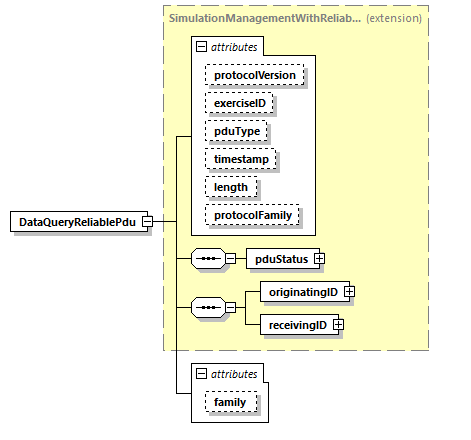 SimulationManagementWithReliab... (extension)
attributes
protocolVersion
exerciseID
pduType
timestamp
length
protocolFamily
DataQueryReliablePdu
pduStatus
originatingID
receivingID
attributes
family